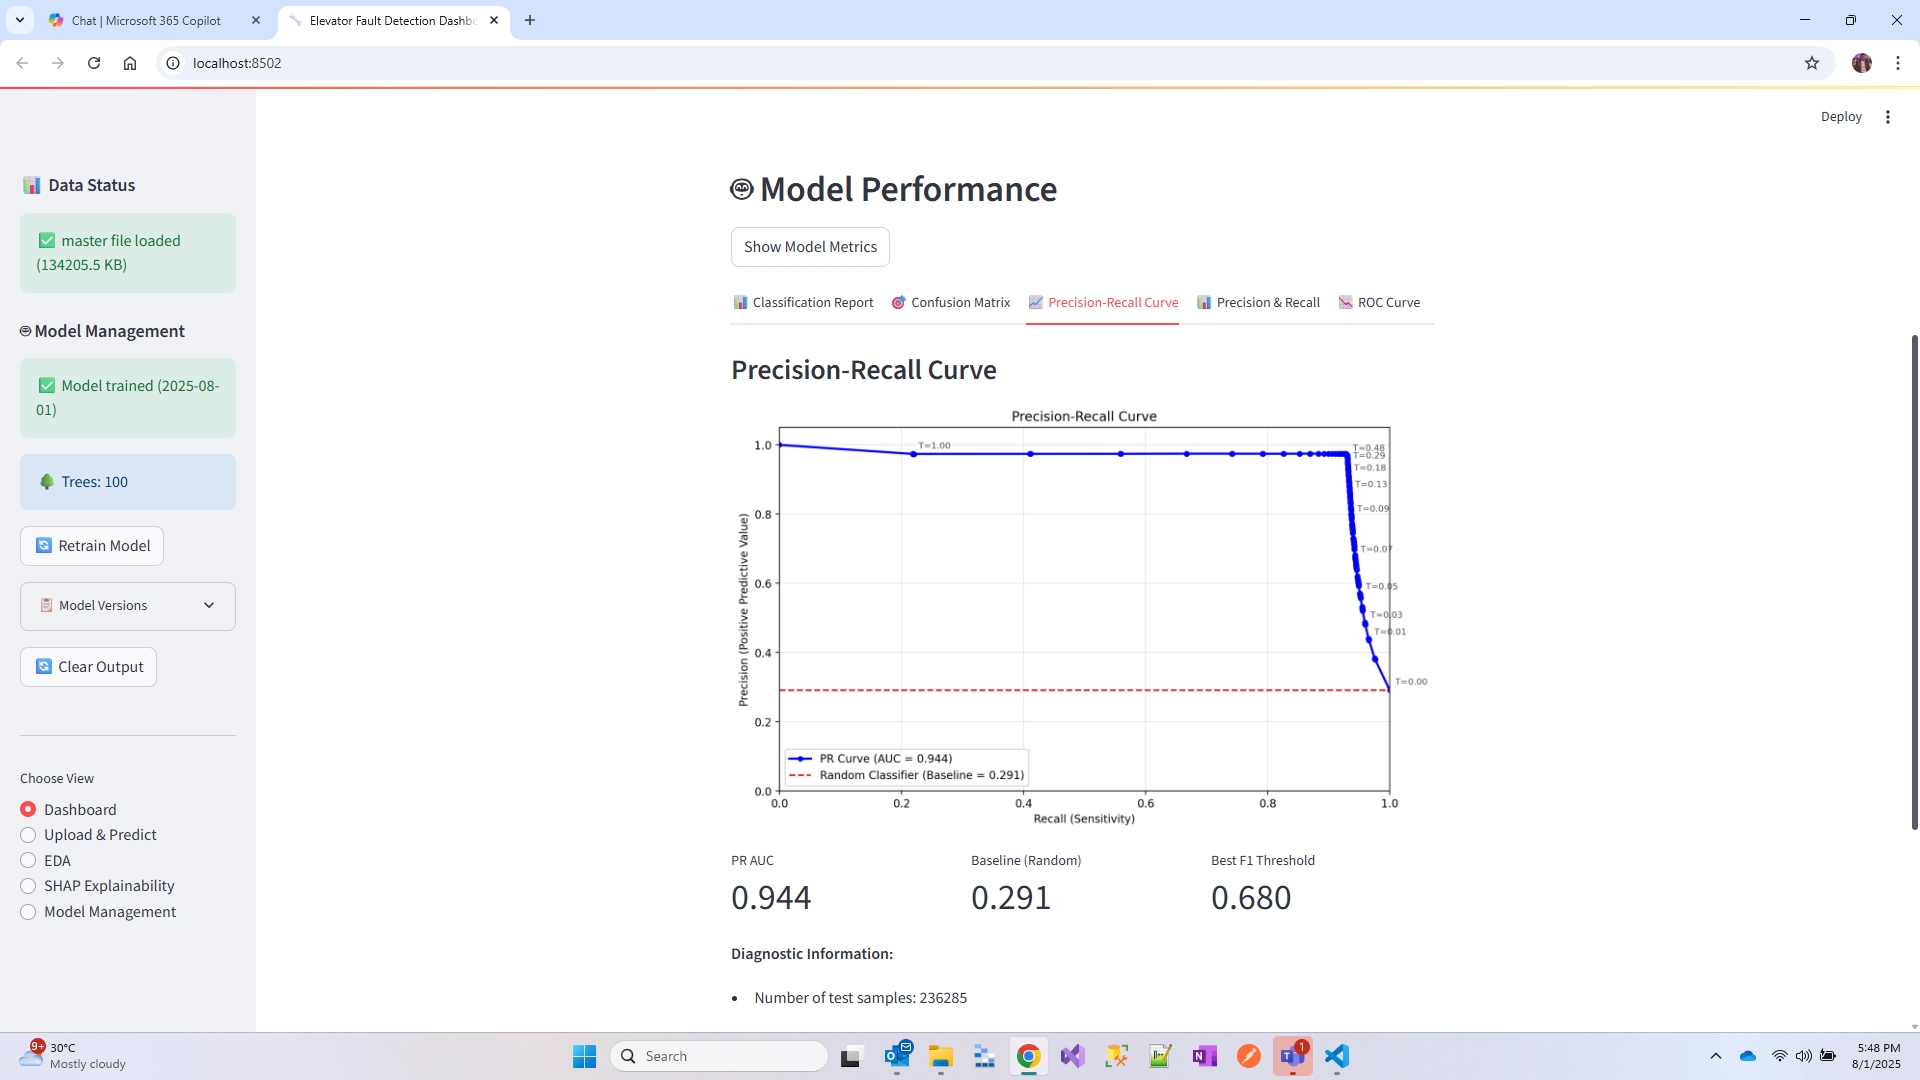 Chat | Microsoft 365 Copilot
Elevator Fault Detection Dashb
localhost:8502
Deploy
Data Status
master file loaded
(134205.5 KB)
Model Management
Model trained (2025-08-
01)
Trees: 100
Retrain Model
Model Versions
Clear Output
Choose View
Dashboard
Upload & Predict
EDA
SHAP Explainability
Model Management
Model Performance
Show Model Metrics
Classification Report
Confusion Matrix
Precision-Recall Curve
Precision & Recall
ROC Curve
Precision-Recall Curve
Precision-Recall Curve
Precision (Positive Predictive Value)
1.0
0.8
0.6
0.4
0.2
0.0
T=1.00
T=0.48
T=0.29
T=0.18
T=0.13
T=0.09
T=0.07
T=0.05
T=0.03
T=0.01
T=0.00
PR Curve (AUC = 0.944)
Random Classifier (Baseline = 0.291)
0.0 0.2 0.4 0.6 0.8 1.0
Recall (Sensitivity)
PR AUC
0.944
Baseline (Random)
0.291
Best F1 Threshold
0.680
Diagnostic Information:
• Number of test samples: 236285
9+
30°C
Mostly cloudy
Search
1
5:48 PM
8/1/2025